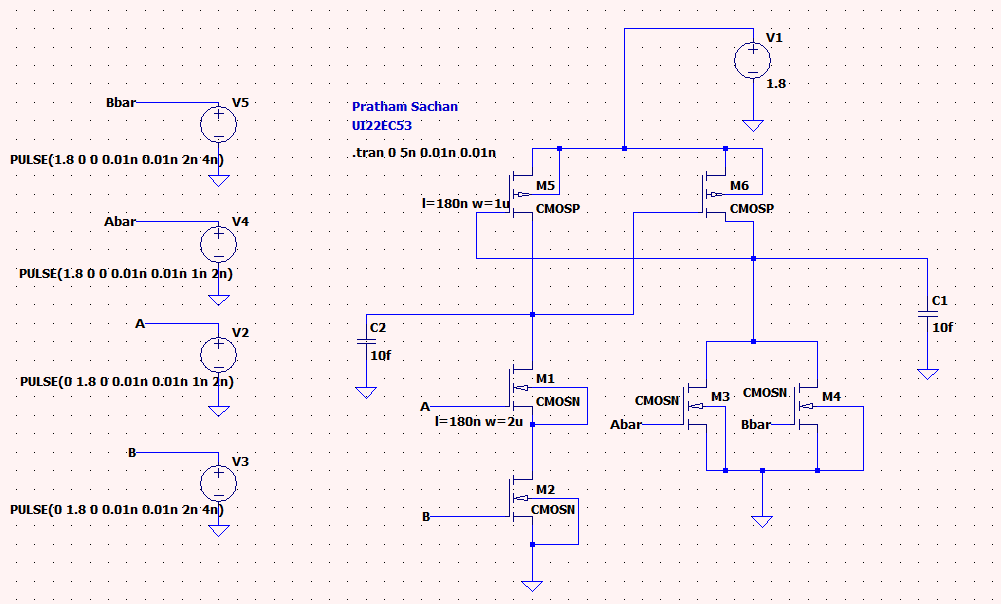 V1
1.8
Bbar
V5
PULSE(1.8 0 0 0.01n 0.01n 2n 4n)
Pratham Sachan
UI22EC53
.tran 0 5n 0.01n 0.01n
M5
l=180n w=1u
CMOSP
M6
CMOSP
Abar
V4
PULSE(1.8 0 0 0.01n 0.01n 1n 2n)
A
V2
PULSE(0 1.8 0 0.01n 0.01n 1n 2n)
C2
10f
C1
10f
M1
CMOSN
A
l=180n w=2u
CMOSN
M3
Abar
CMOSN
M4
Bbar
B
V3
PULSE(0 1.8 0 0.01n 0.01n 2n 4n)
M2
CMOSN
B